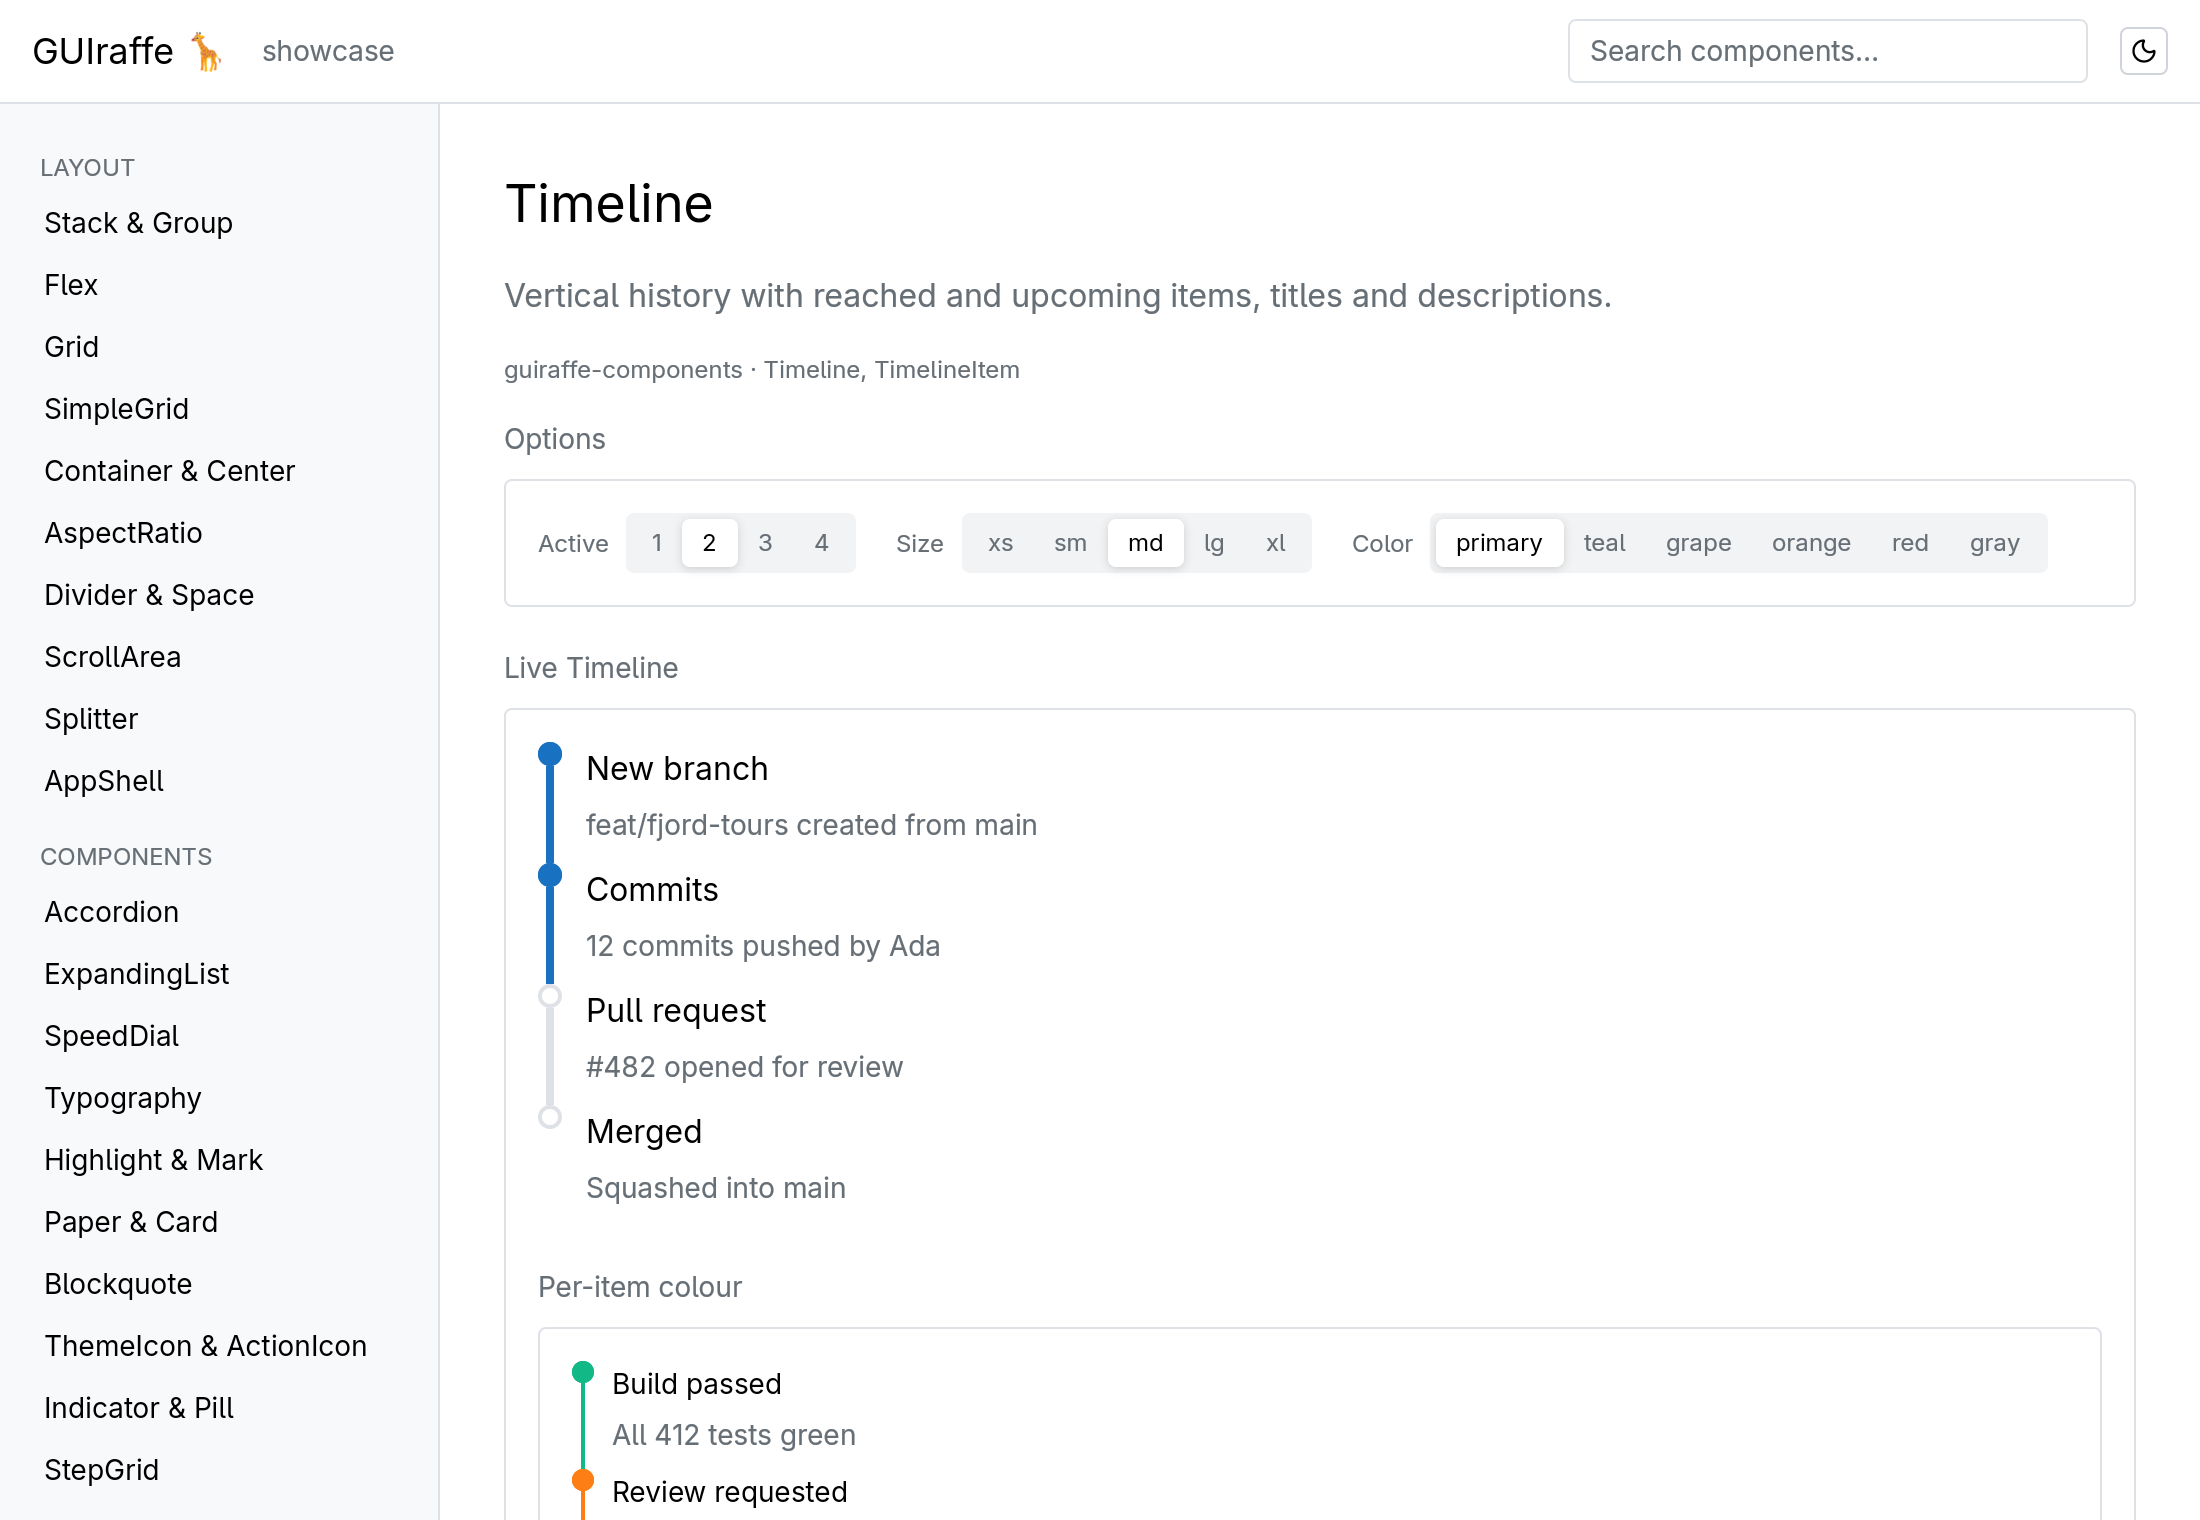 GUIraffe 🦒 showcase
Search components...
LAYOUT
Stack & Group
Flex
Grid
SimpleGrid
Container & Center
AspectRatio
Divider & Space
ScrollArea
Splitter
AppShell
COMPONENTS
Accordion
ExpandingList
SpeedDial
Typography
Highlight & Mark
Paper & Card
Blockquote
ThemeIcon & ActionIcon
Indicator & Pill
StepGrid
Timeline
Vertical history with reached and upcoming items, titles and descriptions.
guiraffe-components · Timeline, TimelineItem
Options
Active 1 2 3 4 Size xs sm md lg xl Color primary teal grape orange red gray
Live Timeline
New branch
feat/fjord-tours created from main
Commits
12 commits pushed by Ada
Pull request
#482 opened for review
Merged
Squashed into main
Per-item colour
Build passed
All 412 tests green
Review requested